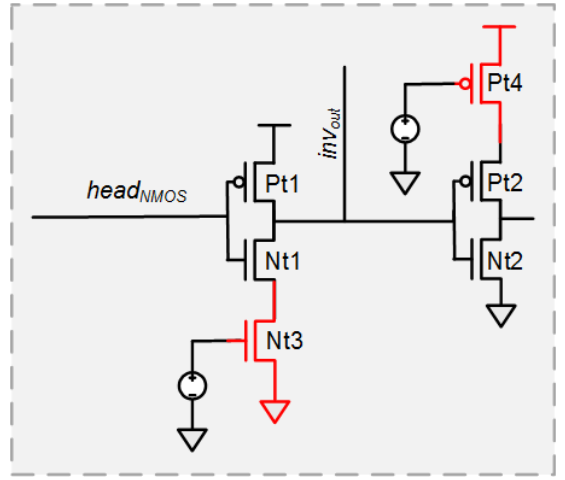 Pt4
inv_out
head_NMOS
Pt1
Pt2
Nt1
Nt2
Nt3